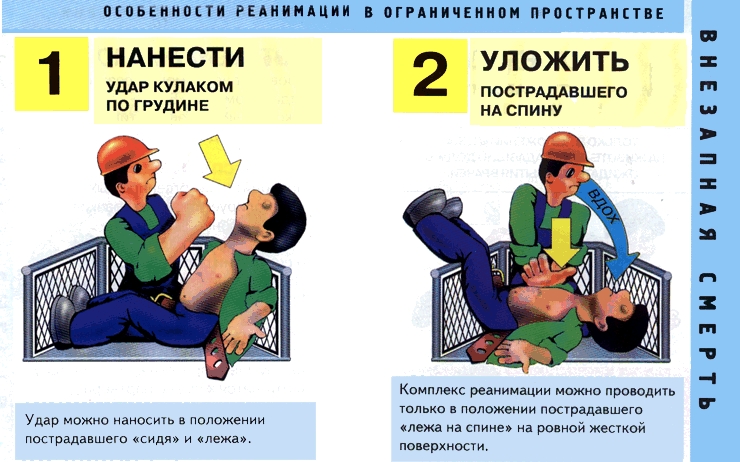 ОСОБЕННОСТИ РЕАНИМАЦИИ В ОГРАНИЧЕННОМ ПРОСТРАНСТВЕ
1
НАНЕСТИ
УДАР КУЛАКОМ
ПО ГРУДИНЕ
Удар можно наносить в положении
пострадавшего «сидя» и «лежа».
2
УЛОЖИТЬ
ПОСТРАДАВШЕГО
НА СПИНУ
ВДОХ
Комплекс реанимации можно проводить
только в положении пострадавшего
«лежа на спине» на ровной жесткой
поверхности.
ВНЕЗАПНАЯ СМЕРТЬ